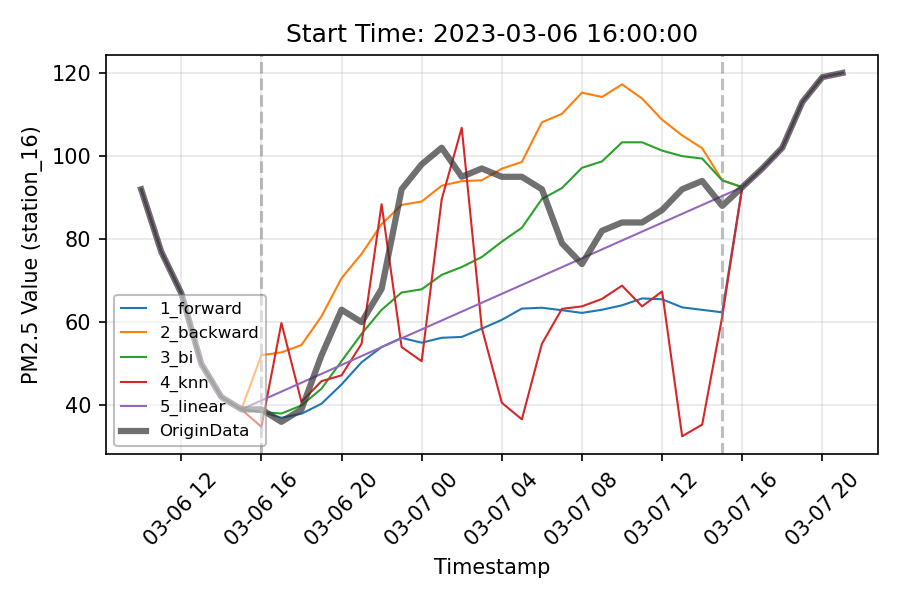 Start Time: 2023-03-06 16:00:00
PM2.5 Value (station_16)
120
100
80
60
40
1_forward
2_backward
3_bi
4_knn
5_linear
OriginData
03-06 12
03-06 16
03-06 20
03-07 00
03-07 04
03-07 08
03-07 12
03-07 16
03-07 20
Timestamp